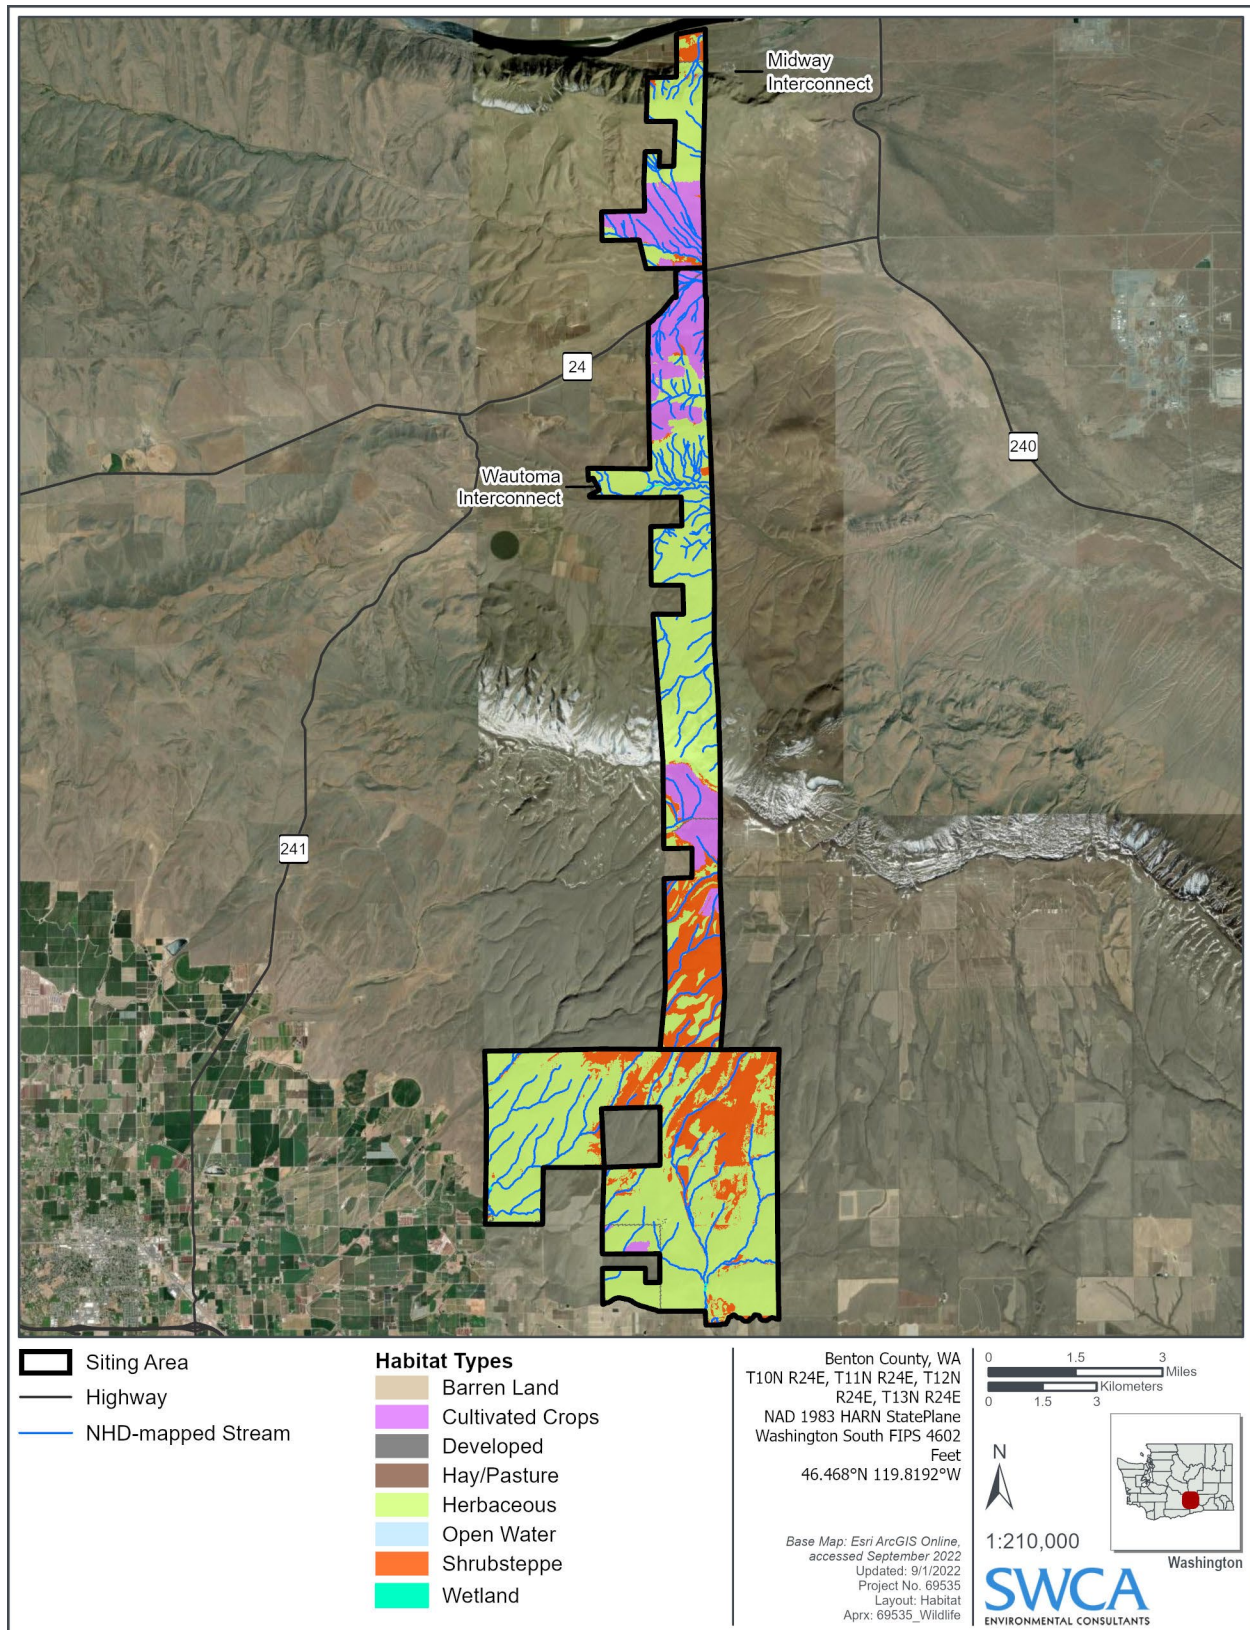 Midway
Interconnect
24
240
Wautoma
Interconnect
241
Siting Area
Highway
NHD-mapped Stream
Habitat Types
Barren Land
Cultivated Crops
Developed
Hay/Pasture
Herbaceous
Open Water
Shrubsteppe
Wetland
Benton County, WA
T10N R24E, T11N R24E, T12N
R24E, T13N R24E
NAD 1983 HARN StatePlane
Washington South FIPS 4602
Feet
46.468°N 119.8192°W
Base Map: Esri ArcGIS Online,
accessed September 2022
Updated: 9/1/2022
Project No. 69535
Layout: Habitat
Aprx: 69535_Wildlife
0 1.5 3
Miles
Kilometers
0 1.5 3
N
1:210,000
Washington
SWCA
ENVIRONMENTAL CONSULTANTS